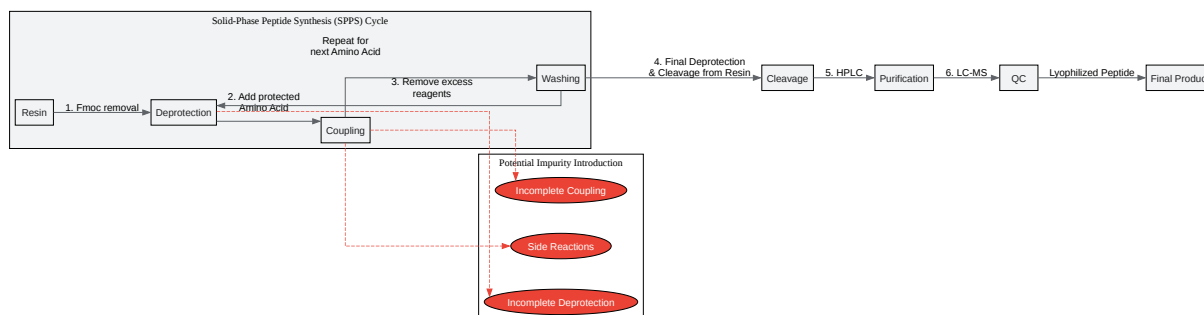 Solid-Phase Peptide Synthesis (SPPS) Cycle
Repeat for
next Amino Acid
Resin
1. Fmoc removal
Deprotection
2. Add protected
Amino Acid
Coupling
3. Remove excess
reagents
Washing
4. Final Deprotection
& Cleavage from Resin
Cleavage
5. HPLC
Purification
6. LC-MS
QC
Lyophilized Peptide
Final Produc
Potential Impurity Introduction
Incomplete Coupling
Side Reactions
Incomplete Deprotection